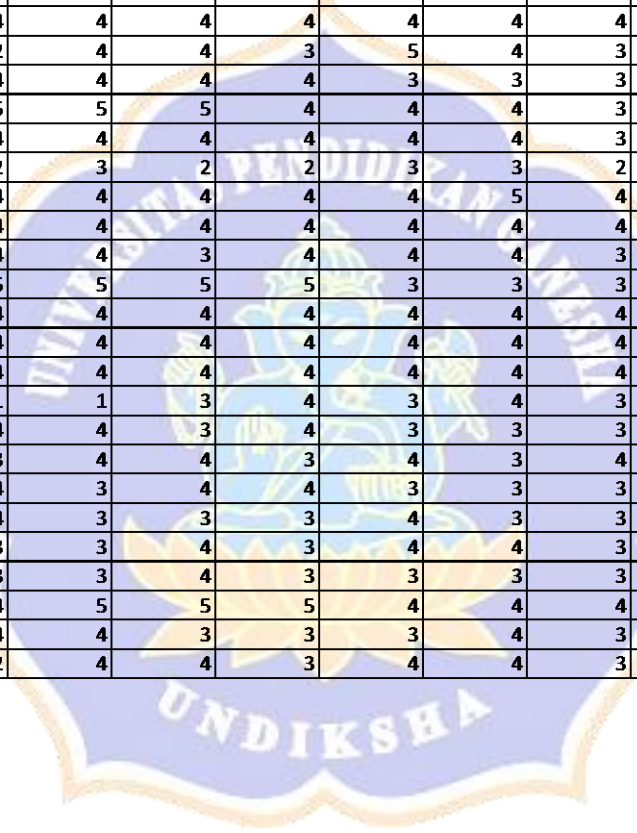 4 4 4 4 4 4
4 4 3 5 4 3
4 4 4 3 3 3
5 5 4 4 4 3
4 4 4 4 4 3
3 2 2 3 3 2
4 4 4 4 5 4
4 4 4 4 4 4
4 3 4 4 4 3
5 5 5 3 3 3
4 4 4 4 4 4
4 4 4 4 4 4
4 4 4 4 4 4
1 3 4 3 4 3
4 3 4 3 3 3
4 4 3 4 3 4
3 4 4 3 3 3
3 3 3 4 3 3
3 4 3 4 4 3
3 4 3 3 3 3
5 5 5 4 4 4
4 3 3 3 4 3
4 4 3 4 4 3
UNIVERSITAS PENDIDIKAN GANESHA
UNDIKSHA